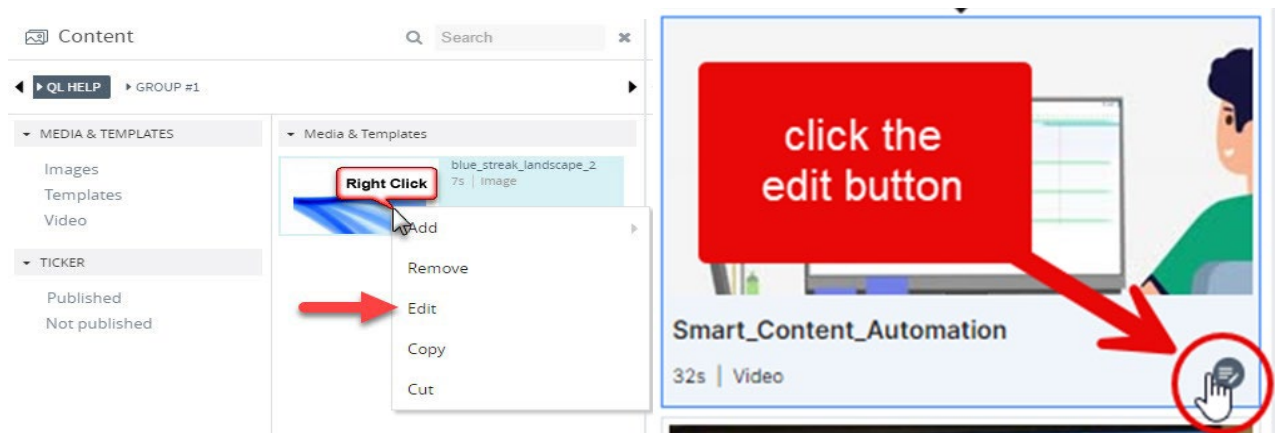 Content
Search
QL HELP
GROUP #1
MEDIA & TEMPLATES
Images
Templates
Video
TICKER
Published
Not published
Media & Templates
blue_streak_landscape_2
7s | Image
Right Click
Add
Remove
Edit
Copy
Cut
click the
edit button
Smart_Content_Automation
32s | Video